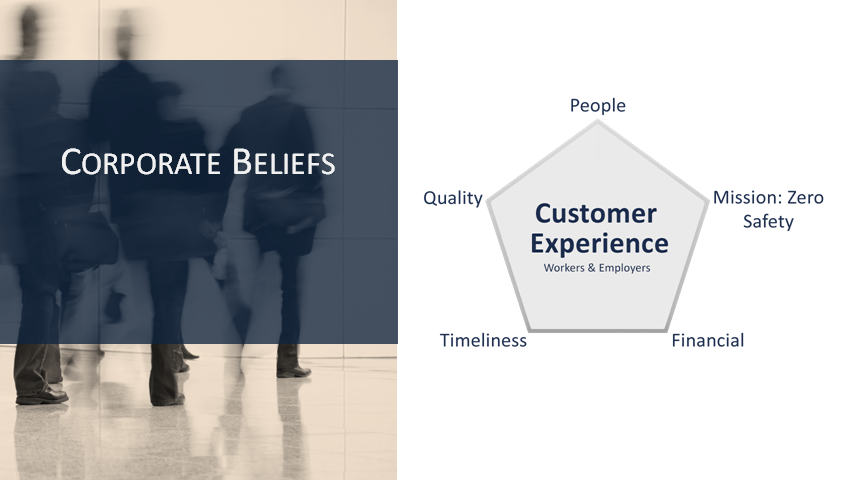 CORPORATE BELIEFS
People
Quality
Mission: Zero
Safety
Customer
Experience
Workers & Employers
Timeliness
Financial